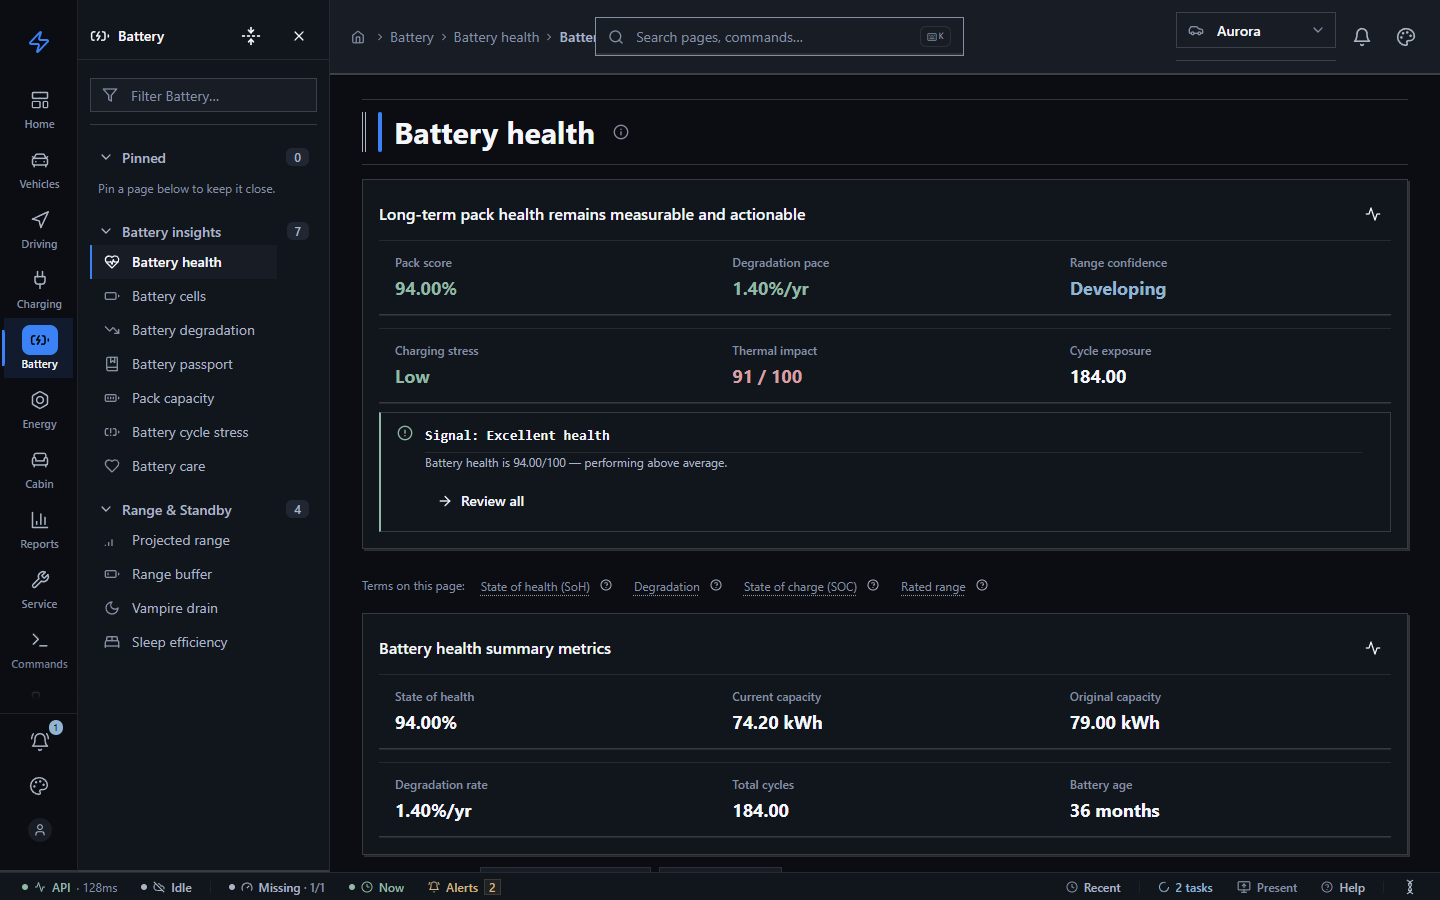 Battery
Battery
Battery health
Batter
Search pages, commands...
K
Aurora
Home
Vehicles
Driving
Charging
Battery
Energy
Cabin
Reports
Service
Commands
1
Filter Battery...
Pinned
0
Pin a page below to keep it close.
Battery insights
7
Battery health
Battery cells
Battery degradation
Battery passport
Pack capacity
Battery cycle stress
Battery care
Range & Standby
4
Projected range
Range buffer
Vampire drain
Sleep efficiency
Battery health
Long-term pack health remains measurable and actionable
Pack score
94.00%
Degradation pace
1.40%/yr
Range confidence
Developing
Charging stress
Low
Thermal impact
91 / 100
Cycle exposure
184.00
Signal: Excellent health
Battery health is 94.00/100 — performing above average.
Review all
Terms on this page: State of health (SoH) Degradation State of charge (SOC) Rated range
Battery health summary metrics
State of health
94.00%
Current capacity
74.20 kWh
Original capacity
79.00 kWh
Degradation rate
1.40%/yr
Total cycles
184.00
Battery age
36 months
API · 128ms
Idle
Missing · 1/1
Now
Alerts 2
Recent
2 tasks
Present
Help